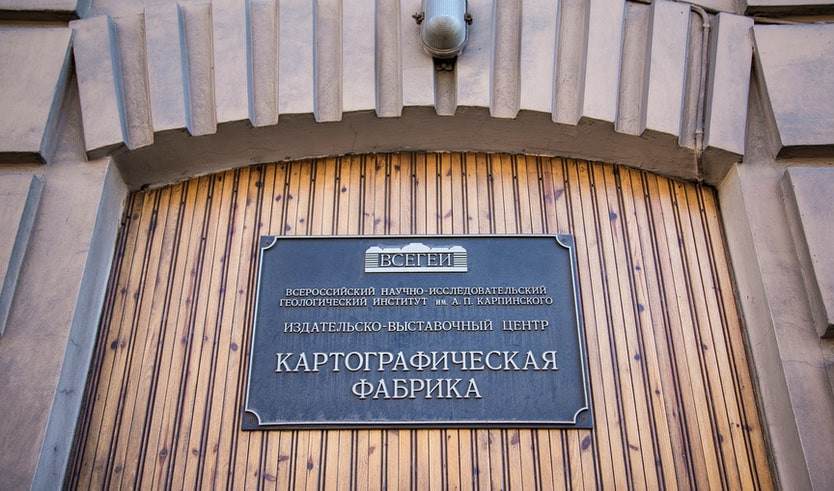 ВСЕГЕИ
ВСЕРОССИЙСКИЙ НАУЧНО-ИССЛЕДОВАТЕЛЬСКИЙ
ГЕОЛОГИЧЕСКИЙ ИНСТИТУТ им. А. П. КАРПИНСКОГО
ИЗДАТЕЛЬСКО-ВЫСТАВОЧНЫЙ ЦЕНТР
КАРТОГРАФИЧЕСКАЯ
ФАБРИКА